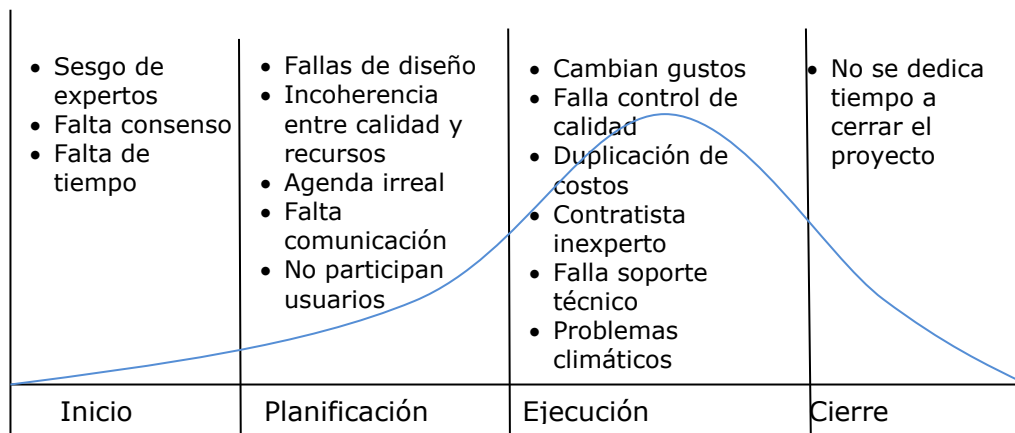 • Sesgo de
expertos
• Falta consenso
• Falta de
tiempo
• Fallas de diseño
• Incoherencia
entre calidad y
recursos
• Agenda irreal
• Falta
comunicación
• No participan
usuarios
• Cambian gustos
• Falla control de
calidad
• Duplicación de
costos
• Contratista
inexperto
• Falla soporte
técnico
• Problemas
climáticos
• No se dedica
tiempo a
cerrar el
proyecto
Inicio
Planificación
Ejecución
Cierre